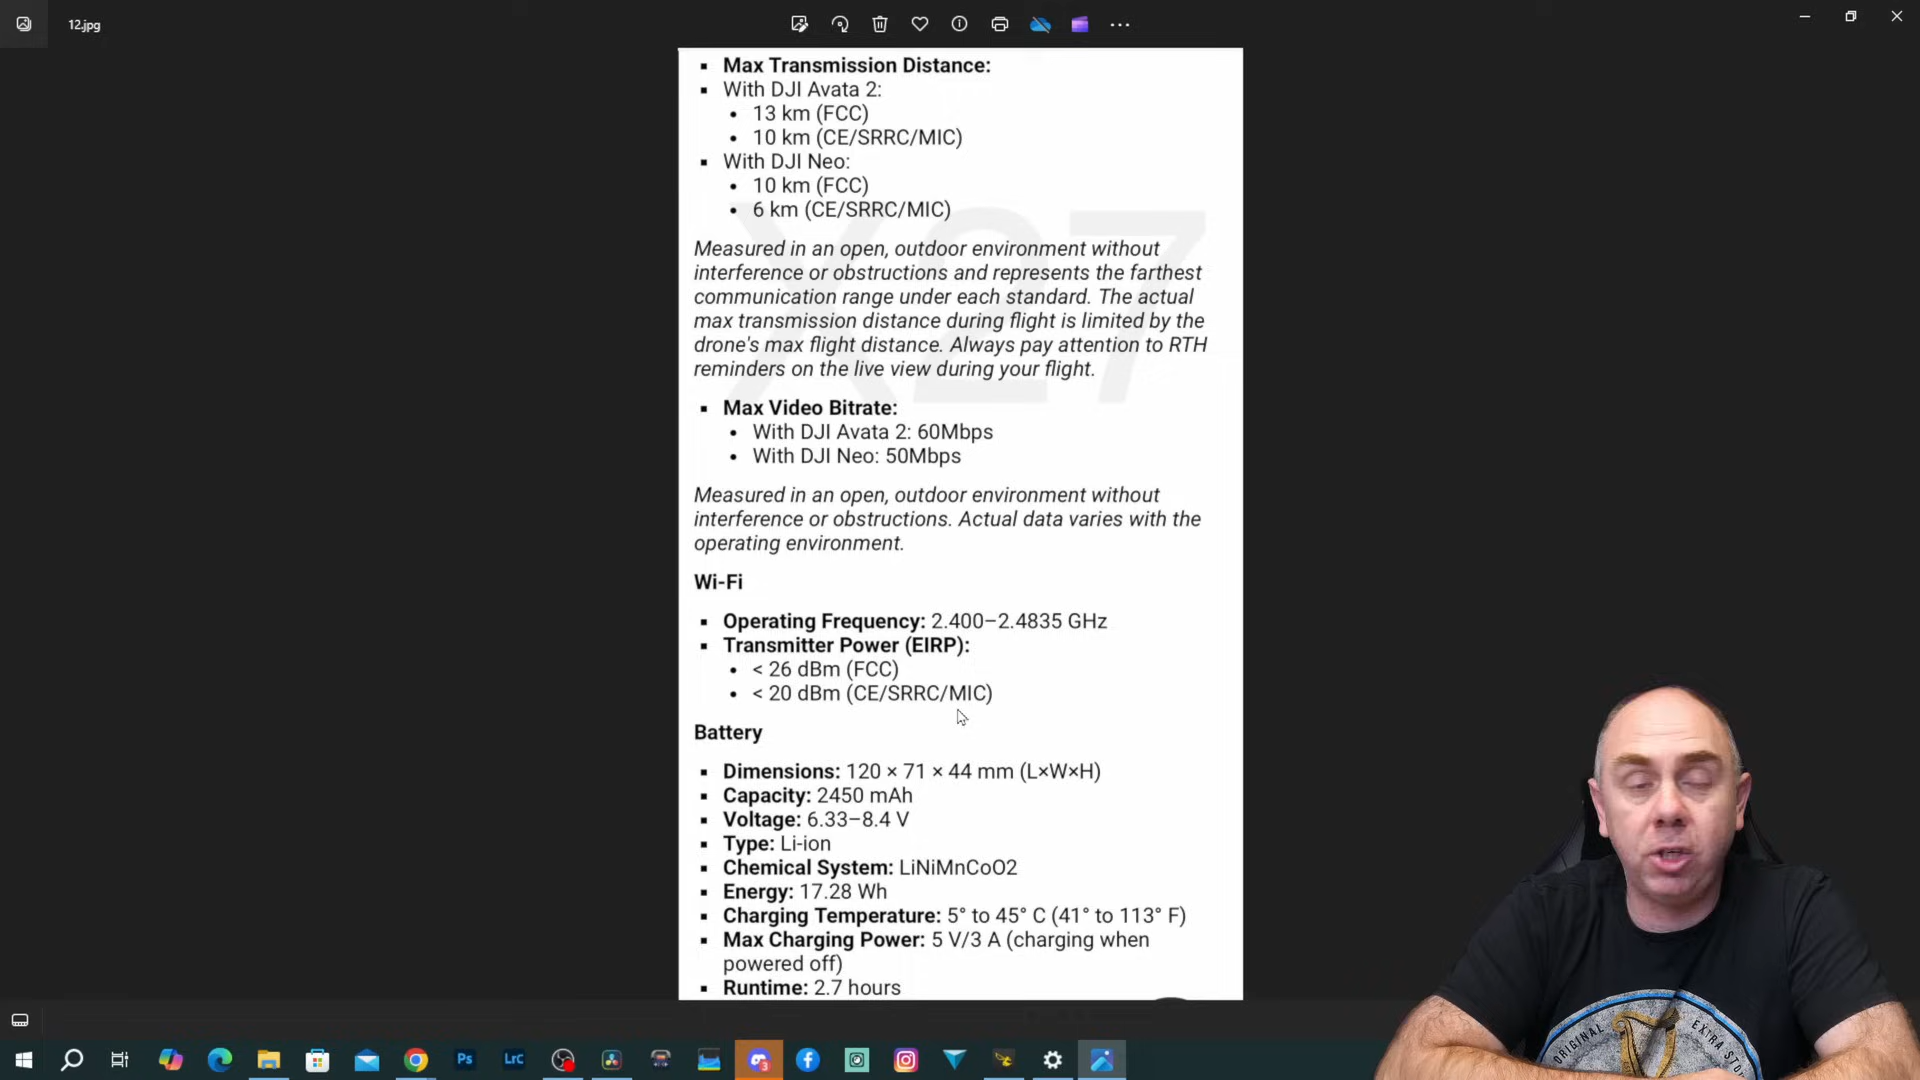 12.jpg
▪ Max Transmission Distance:
▪ With DJI Avata 2:
• 13 km (FCC)
• 10 km (CE/SRRC/MIC)
▪ With DJI Neo:
• 10 km (FCC)
• 6 km (CE/SRRC/MIC)
X27
Measured in an open, outdoor environment without
interference or obstructions and represents the farthest
communication range under each standard. The actual
max transmission distance during flight is limited by the
drone's max flight distance. Always pay attention to RTH
reminders on the live view during your flight.
▪ Max Video Bitrate:
• With DJI Avata 2: 60Mbps
• With DJI Neo: 50Mbps
Measured in an open, outdoor environment without
interference or obstructions. Actual data varies with the
operating environment.
Wi-Fi
▪ Operating Frequency: 2.400–2.4835 GHz
▪ Transmitter Power (EIRP):
• < 26 dBm (FCC)
• < 20 dBm (CE/SRRC/MIC)
Battery
▪ Dimensions: 120 × 71 × 44 mm (L×W×H)
▪ Capacity: 2450 mAh
▪ Voltage: 6.33–8.4 V
▪ Type: Li-ion
▪ Chemical System: LiNiMnCoO2
▪ Energy: 17.28 Wh
▪ Charging Temperature: 5° to 45° C (41° to 113° F)
▪ Max Charging Power: 5 V/3 A (charging when
powered off)
▪ Runtime: 2.7 hours
ORIGINAL EXTRA STO
Ps
LrC
3